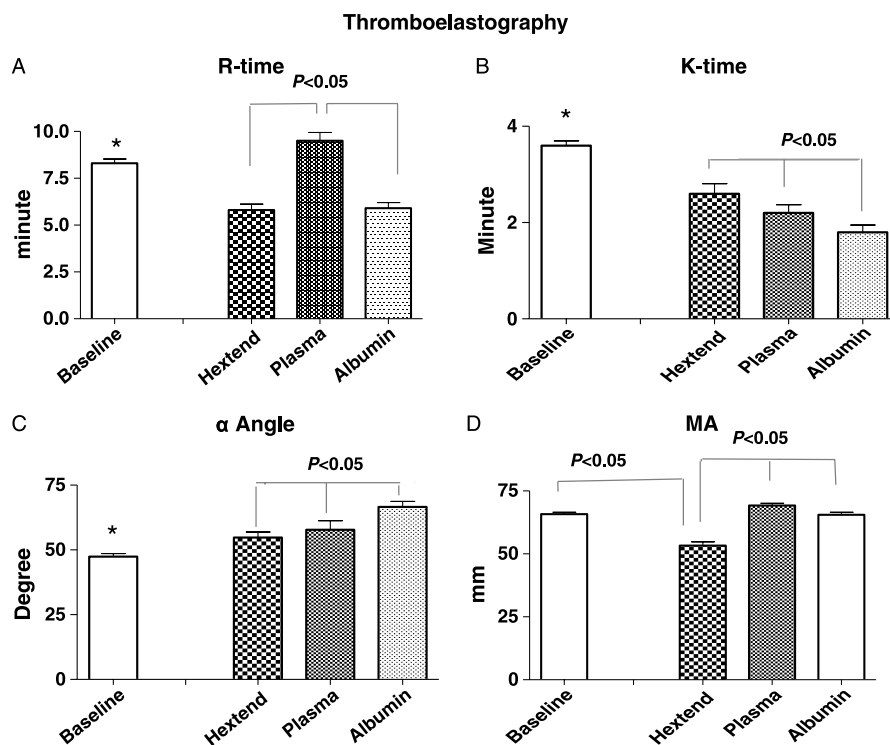 Thromboelastography
A
R-time
P<0.05
*
10.0
7.5
5.0
2.5
0.0
minute
Baseline
Hextend
Plasma
Albumin
B
K-time
P<0.05
*
4
2
0
Minute
Baseline
Hextend
Plasma
Albumin
C
α Angle
P<0.05
*
75
50
25
0
Degree
Baseline
Hextend
Plasma
Albumin
D
MA
P<0.05
P<0.05
75
50
25
0
mm
Baseline
Hextend
Plasma
Albumin